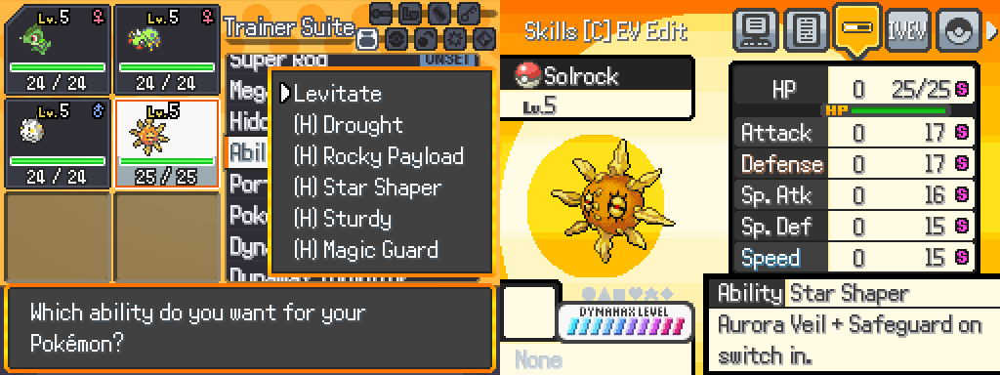 Lv.5
24 / 24
Lv.5
24 / 24
Lv.5
24 / 24
Lv.5
25 / 25
Trainer Suite
Super Rod
UNSET
Meg
Hidd
Abil
Por
Pok
Dyn
Levitate
(H) Drought
(H) Rocky Payload
(H) Star Shaper
(H) Sturdy
(H) Magic Guard
Which ability do you want for your
Pokémon?
Skills [C] EV Edit
IVEV
Solrock
Lv.5
HP 0 25/25 S
HP
Attack 0 17 S
Defense 0 17 S
Sp. Atk 0 16 S
Sp. Def 0 15 S
Speed 0 15 S
DYNAMAX LEVEL
None
Ability Star Shaper
Aurora Veil + Safeguard on
switch in.